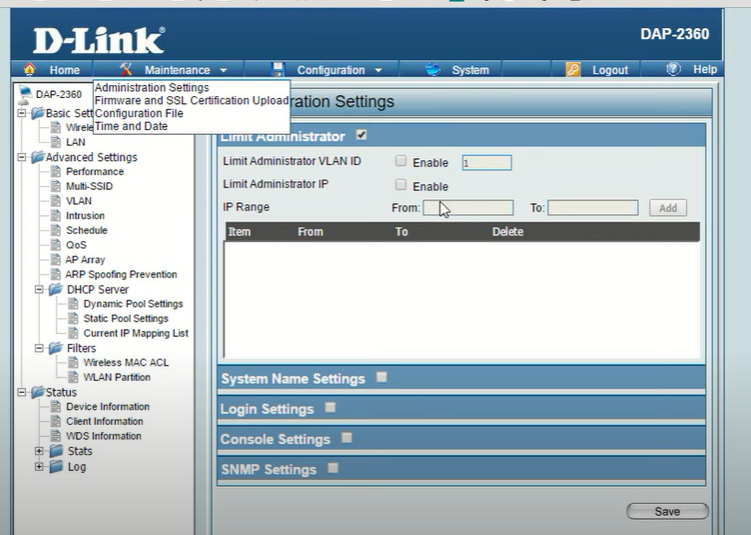 D-Link
DAP-2360
Home Maintenance Configuration System Logout Help
Administration Settings
Firmware and SSL Certification Upload
Configuration File
Time and Date
DAP-2360
Basic Sett
Wirele
LAN
Advanced Settings
Performance
Multi-SSID
VLAN
Intrusion
Schedule
QoS
AP Array
ARP Spoofing Prevention
DHCP Server
Dynamic Pool Settings
Static Pool Settings
Current IP Mapping List
Filters
Wireless MAC ACL
WLAN Partition
Status
Device Information
Client Information
WDS Information
Stats
Log
ration Settings
Limit Administrator
Limit Administrator VLAN ID Enable 1
Limit Administrator IP Enable
IP Range From: To: Add
Item From To Delete
System Name Settings
Login Settings
Console Settings
SNMP Settings
Save